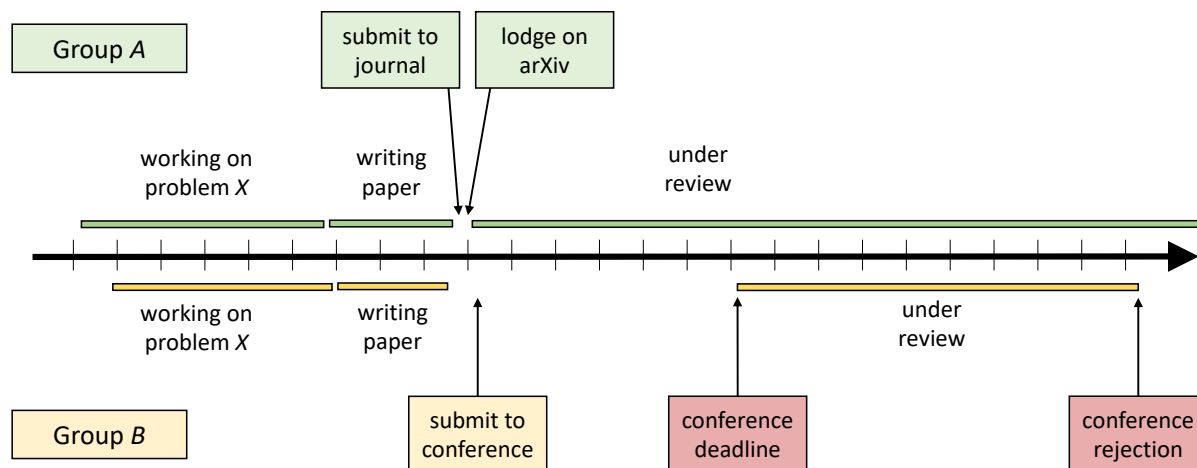 Group A
submit to
journal
lodge on
arXiv
working on
problem X
writing
paper
under
review
working on
problem X
writing
paper
under
review
Group B
submit to
conference
conference
deadline
conference
rejection